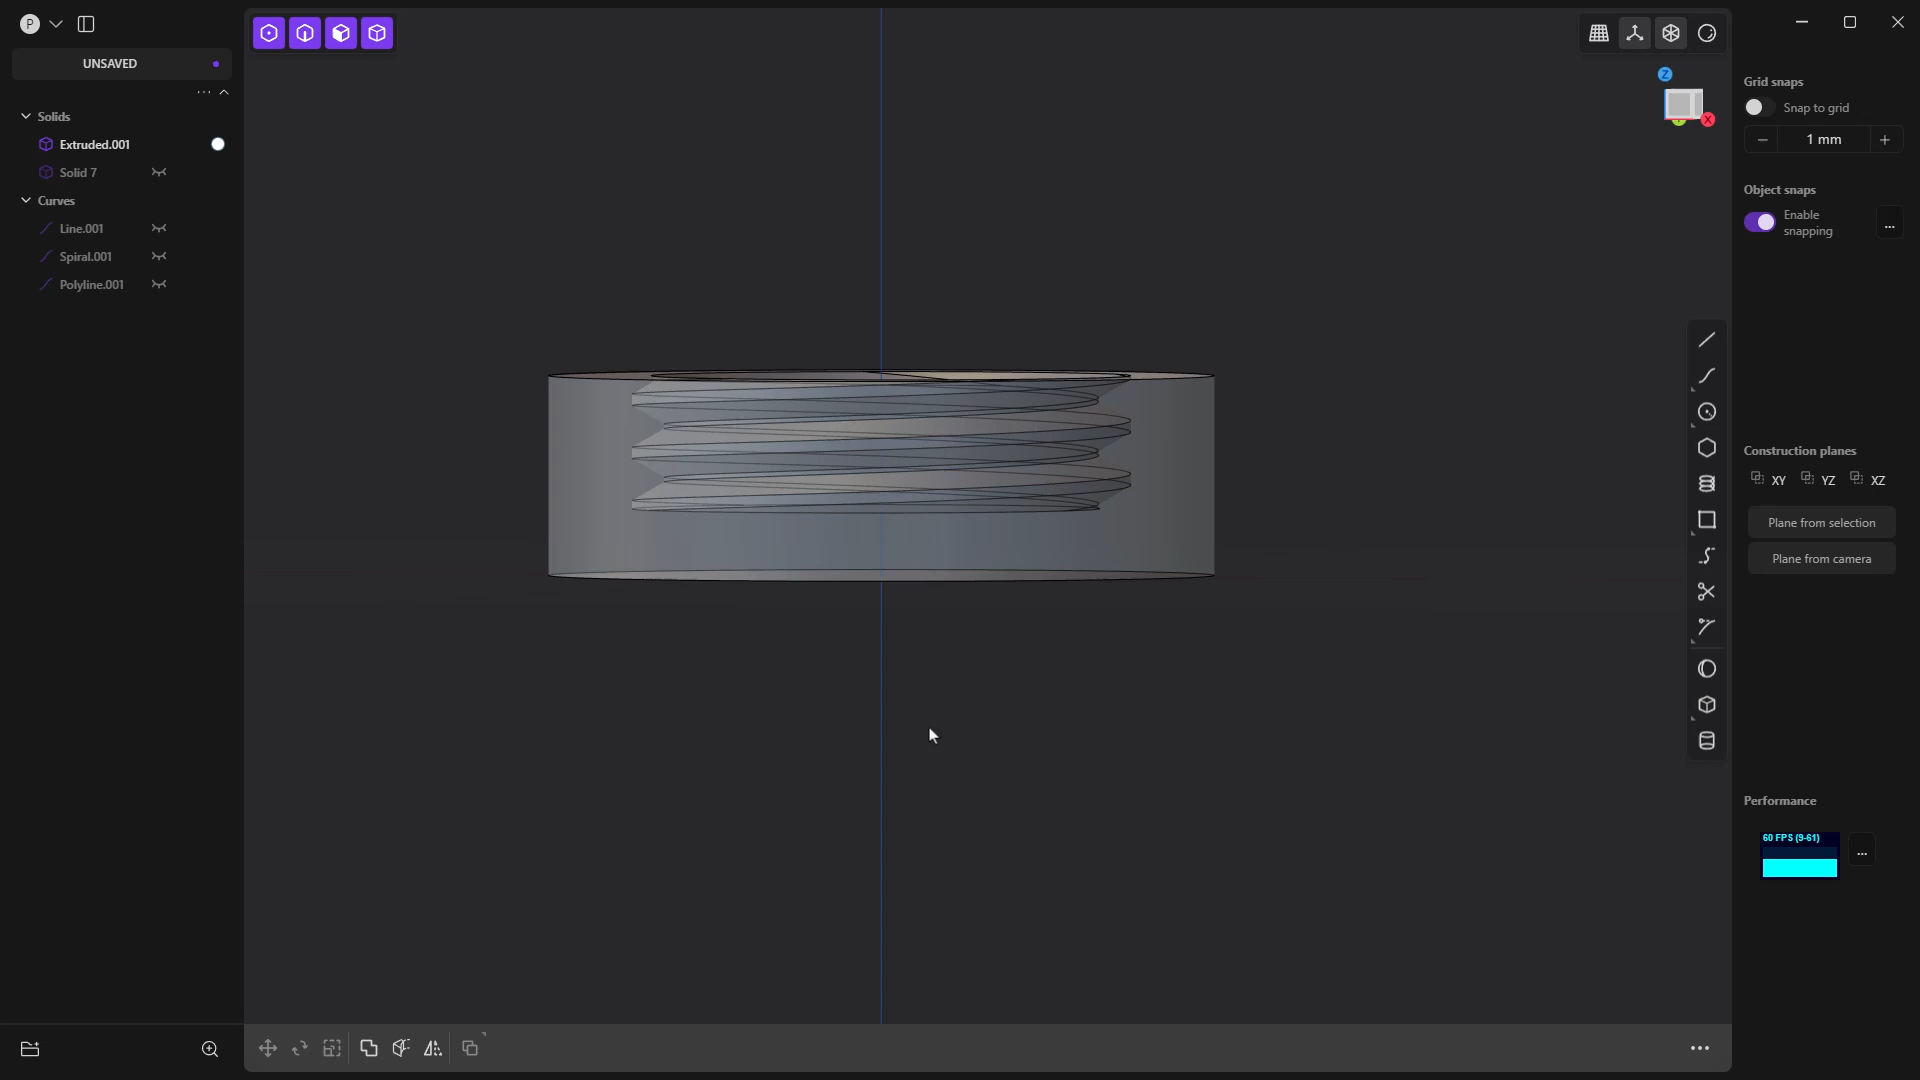 P
UNSAVED
Solids
Extruded.001
Solid 7
Curves
Line.001
Spiral.001
Polyline.001
Z
X
Grid snaps
Snap to grid
1 mm
Object snaps
Enable
snapping
...
Construction planes
XY YZ XZ
Plane from selection
Plane from camera
Performance
60 FPS (9-61)
...